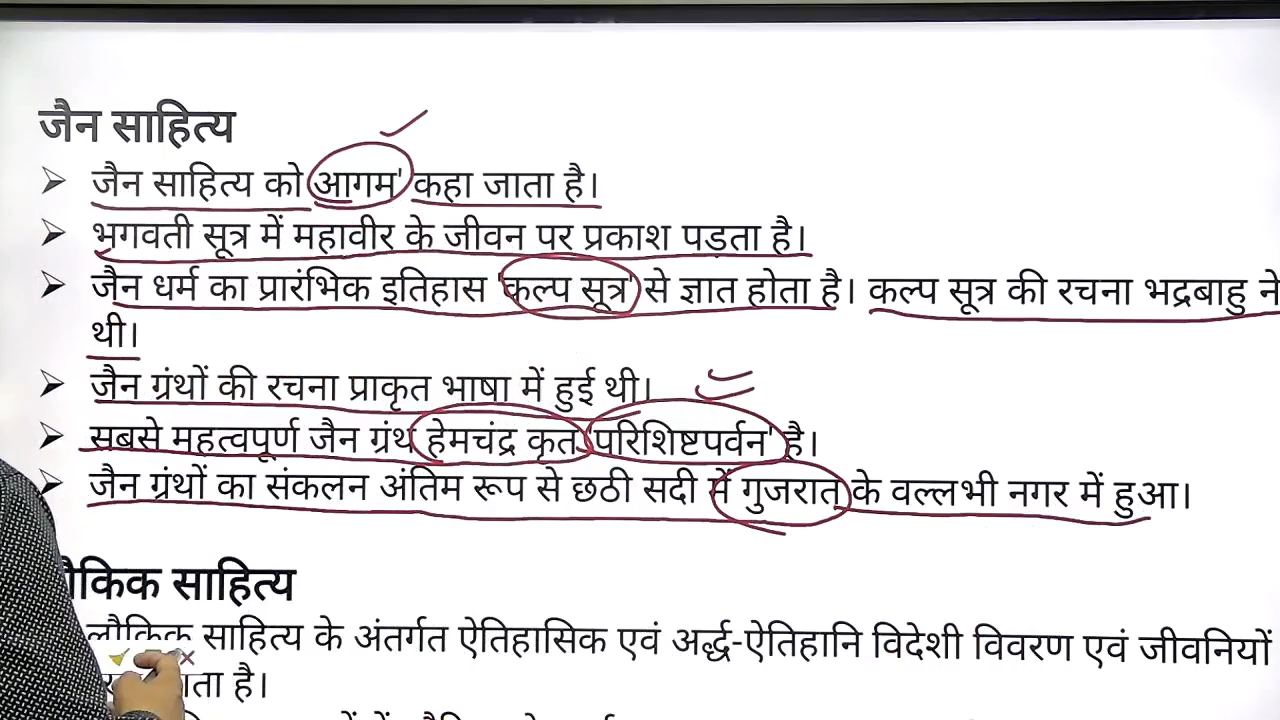 जैन साहित्य
जैन साहित्य को आगम' कहा जाता है।
भगवती सूत्र में महावीर के जीवन पर प्रकाश पड़ता है।
जैन धर्म का प्रारंभिक इतिहास 'कल्प सूत्र' से ज्ञात होता है। कल्प सूत्र की रचना भद्रबाहु ने
थी।
जैन ग्रंथों की रचना प्राकृत भाषा में हुई थी।
सबसे महत्वपूर्ण जैन ग्रंथ हेमचंद्र कृत 'परिशिष्टपर्वन' है।
जैन ग्रंथों का संकलन अंतिम रूप से छठी सदी में गुजरात के वल्लभी नगर में हुआ।
साहित्य
लौकिक साहित्य के अंतर्गत ऐतिहासिक एवं अर्द्ध-ऐतिहानि विदेशी विवरण एवं जीवनियों
है।